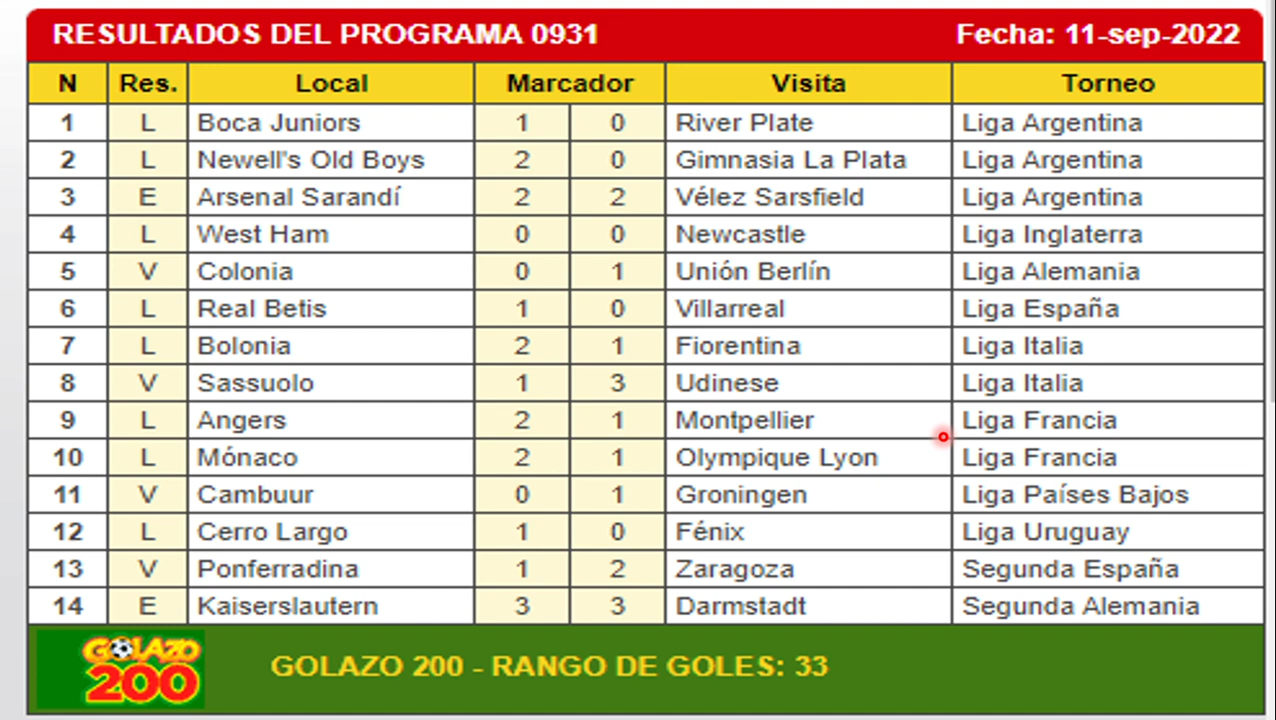 RESULTADOS DEL PROGRAMA 0931 Fecha: 11-sep-2022
N Res. Local Marcador Visita Torneo
1 L Boca Juniors 1 0 River Plate Liga Argentina
2 L Newell's Old Boys 2 0 Gimnasia La Plata Liga Argentina
3 E Arsenal Sarandí 2 2 Vélez Sarsfield Liga Argentina
4 L West Ham 0 0 Newcastle Liga Inglaterra
5 V Colonia 0 1 Unión Berlín Liga Alemania
6 L Real Betis 1 0 Villarreal Liga España
7 L Bolonia 2 1 Fiorentina Liga Italia
8 V Sassuolo 1 3 Udinese Liga Italia
9 L Angers 2 1 Montpellier Liga Francia
10 L Mónaco 2 1 Olympique Lyon Liga Francia
11 V Cambuur 0 1 Groningen Liga Países Bajos
12 L Cerro Largo 1 0 Fénix Liga Uruguay
13 V Ponferradina 1 2 Zaragoza Segunda España
14 E Kaiserslautern 3 3 Darmstadt Segunda Alemania
GOLAZO
200
GOLAZO 200 - RANGO DE GOLES: 33